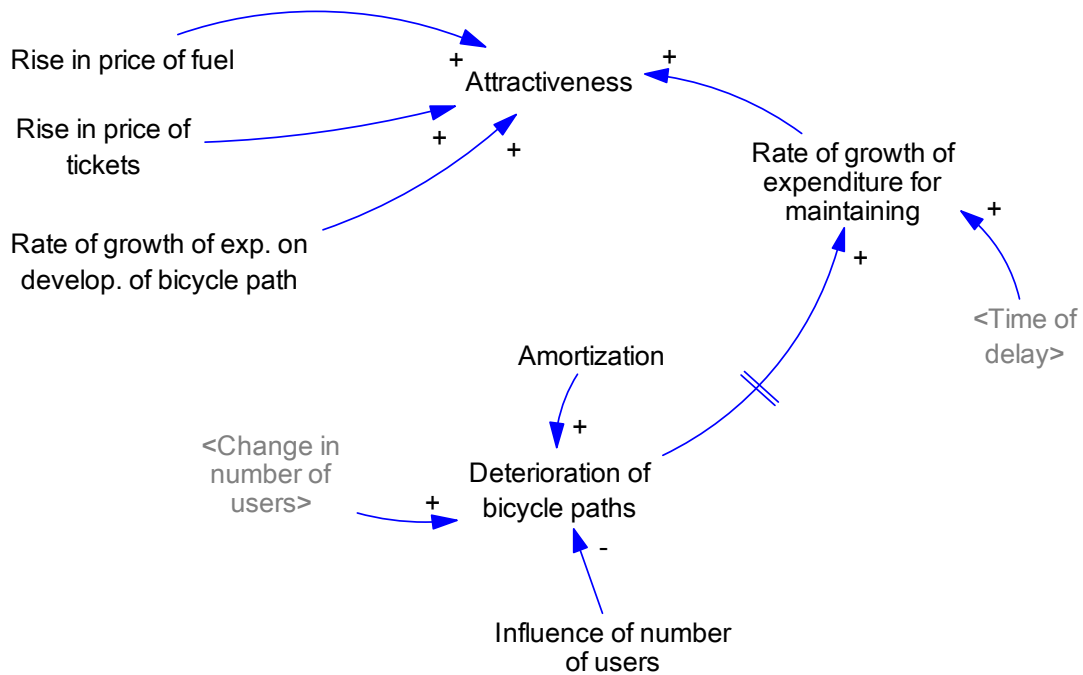 Rise in price of fuel
+
Attractiveness
+
Rise in price of
tickets
+
+
Rate of growth of
expenditure for
maintaining
+
Rate of growth of exp. on
develop. of bicycle path
+
<Time of
delay>
Amortization
+
<Change in
number of
users>
+
Deterioration of
bicycle paths
-
Influence of number
of users